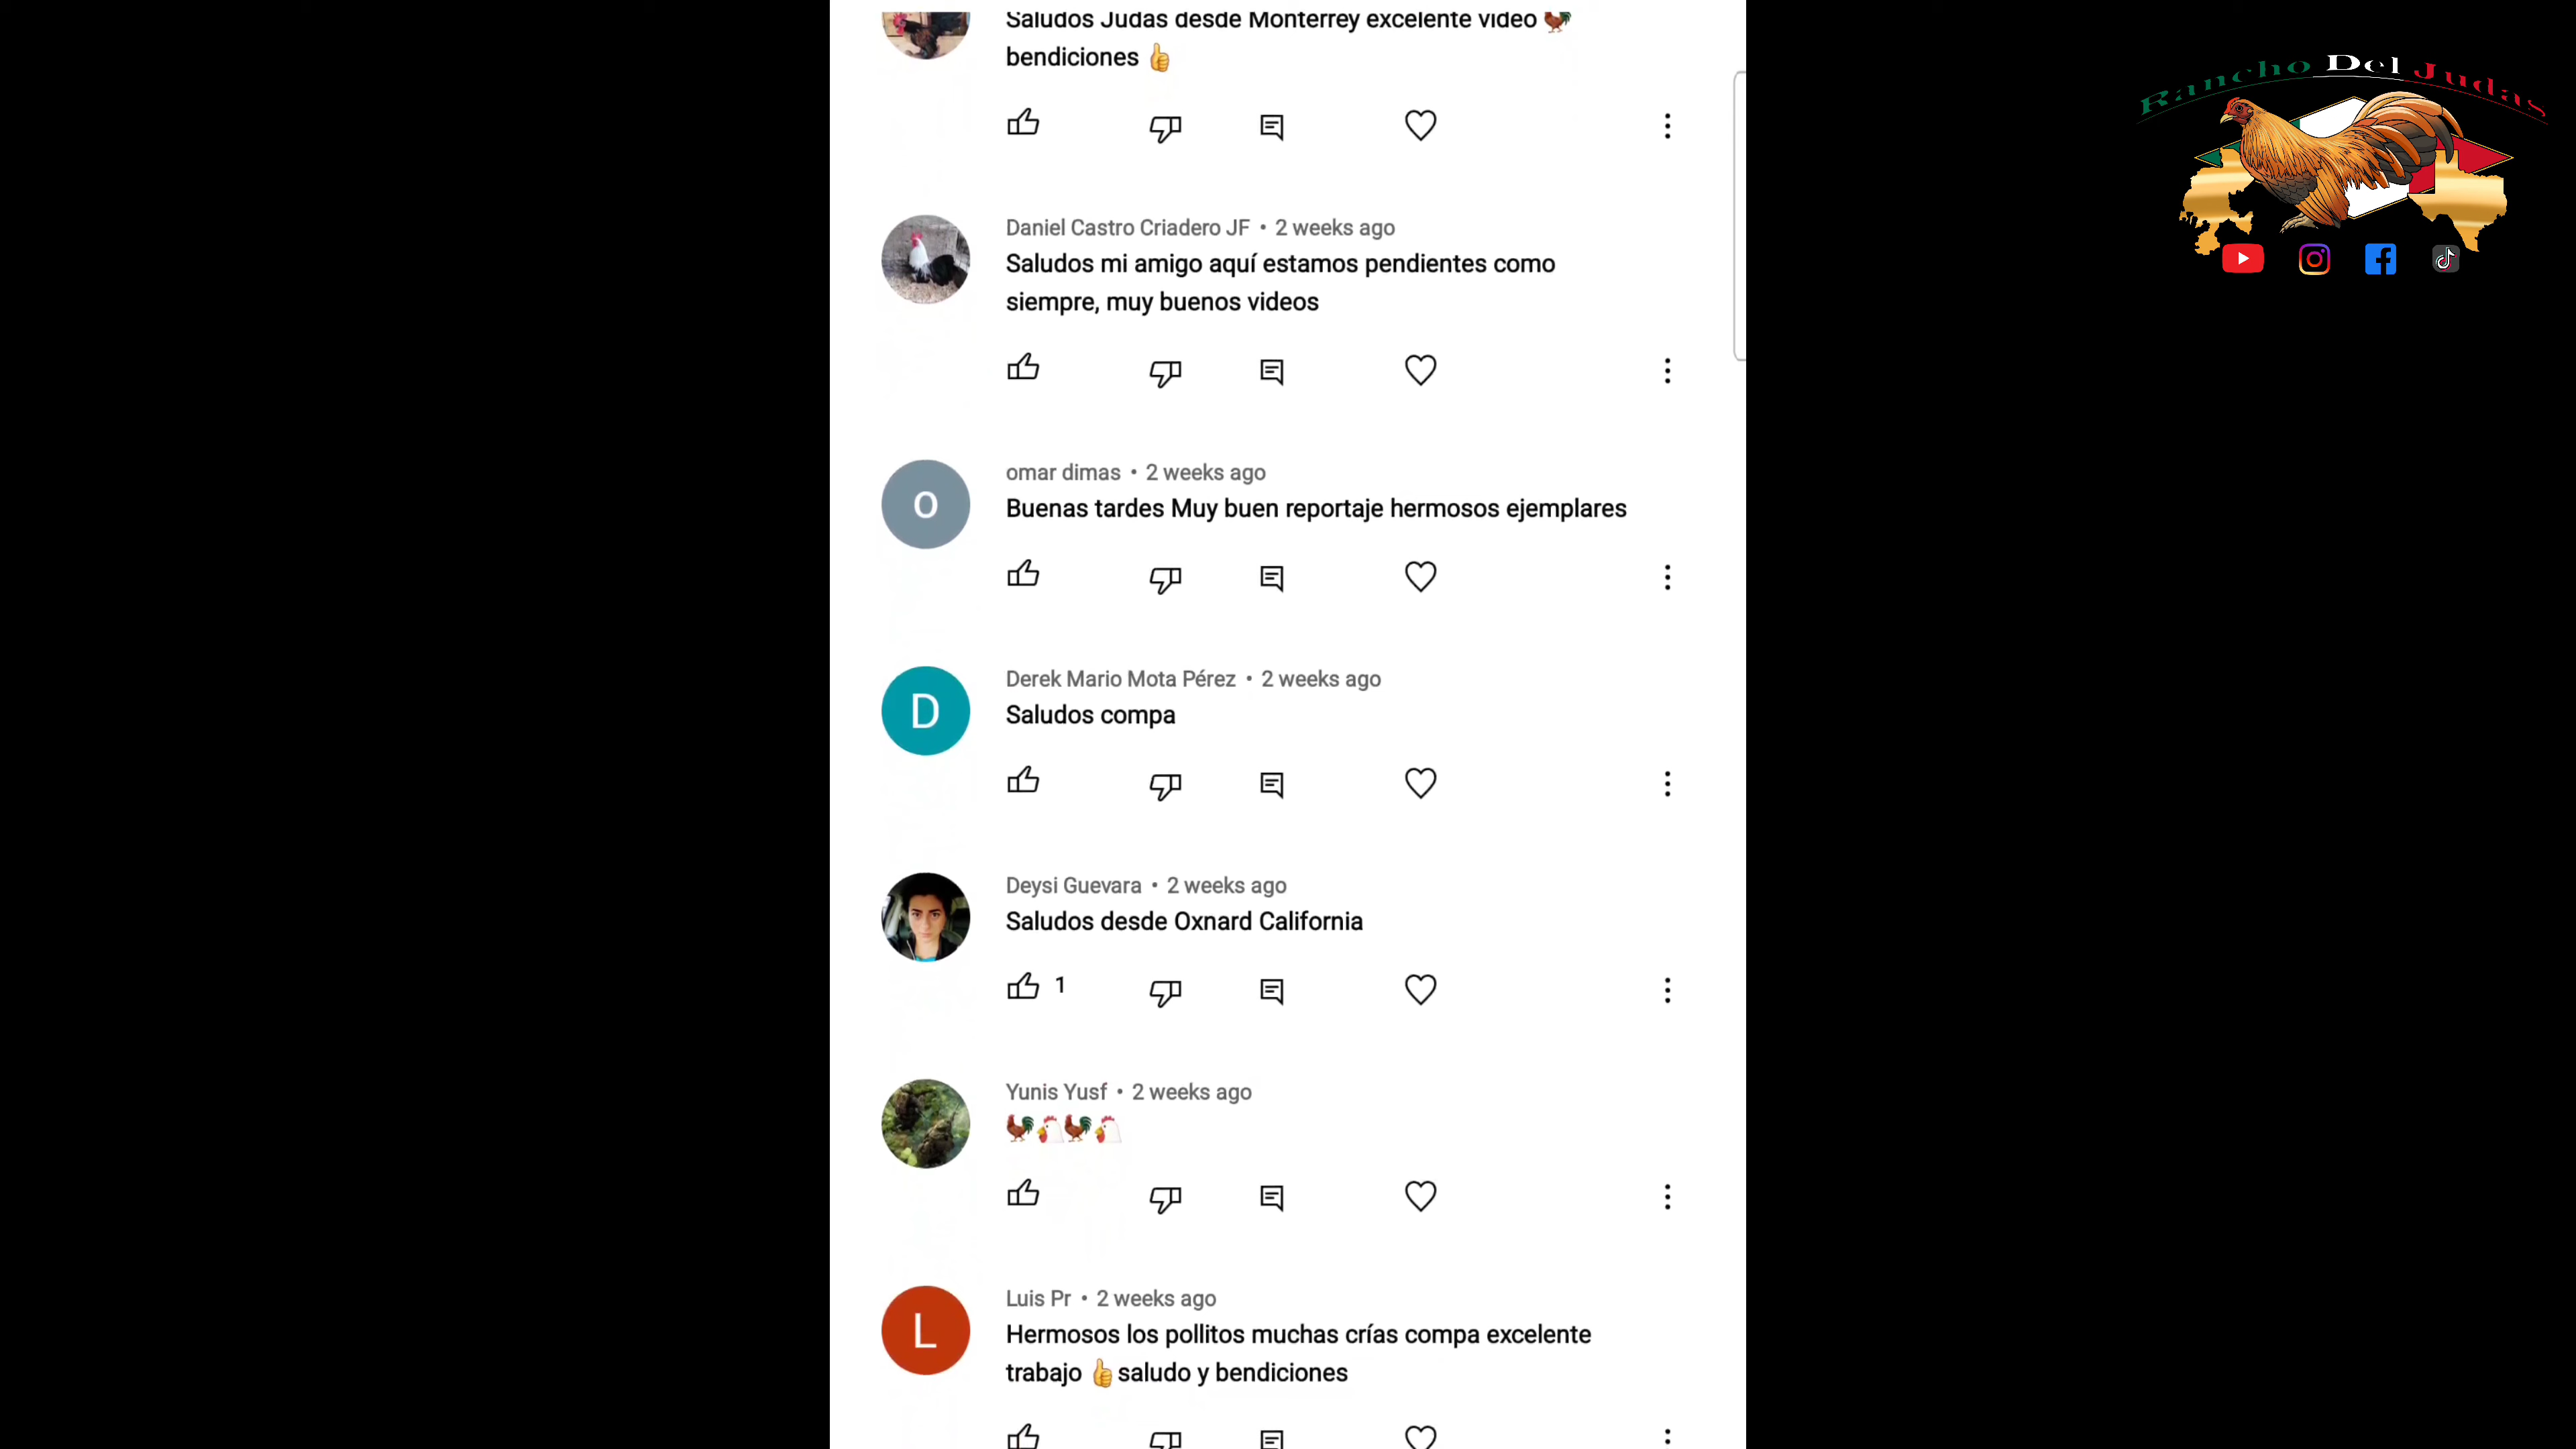 Saludos Judas desde Monterrey excelente video 🐓
bendiciones 👍
Rancho Del Judas
Daniel Castro Criadero JF • 2 weeks ago
Saludos mi amigo aquí estamos pendientes como
siempre, muy buenos videos
o
omar dimas • 2 weeks ago
Buenas tardes Muy buen reportaje hermosos ejemplares
D
Derek Mario Mota Pérez • 2 weeks ago
Saludos compa
Deysi Guevara • 2 weeks ago
Saludos desde Oxnard California
1
Yunis Yusf • 2 weeks ago
🐓🐔🐓🐔
L
Luis Pr • 2 weeks ago
Hermosos los pollitos muchas crías compa excelente
trabajo 👍 saludo y bendiciones